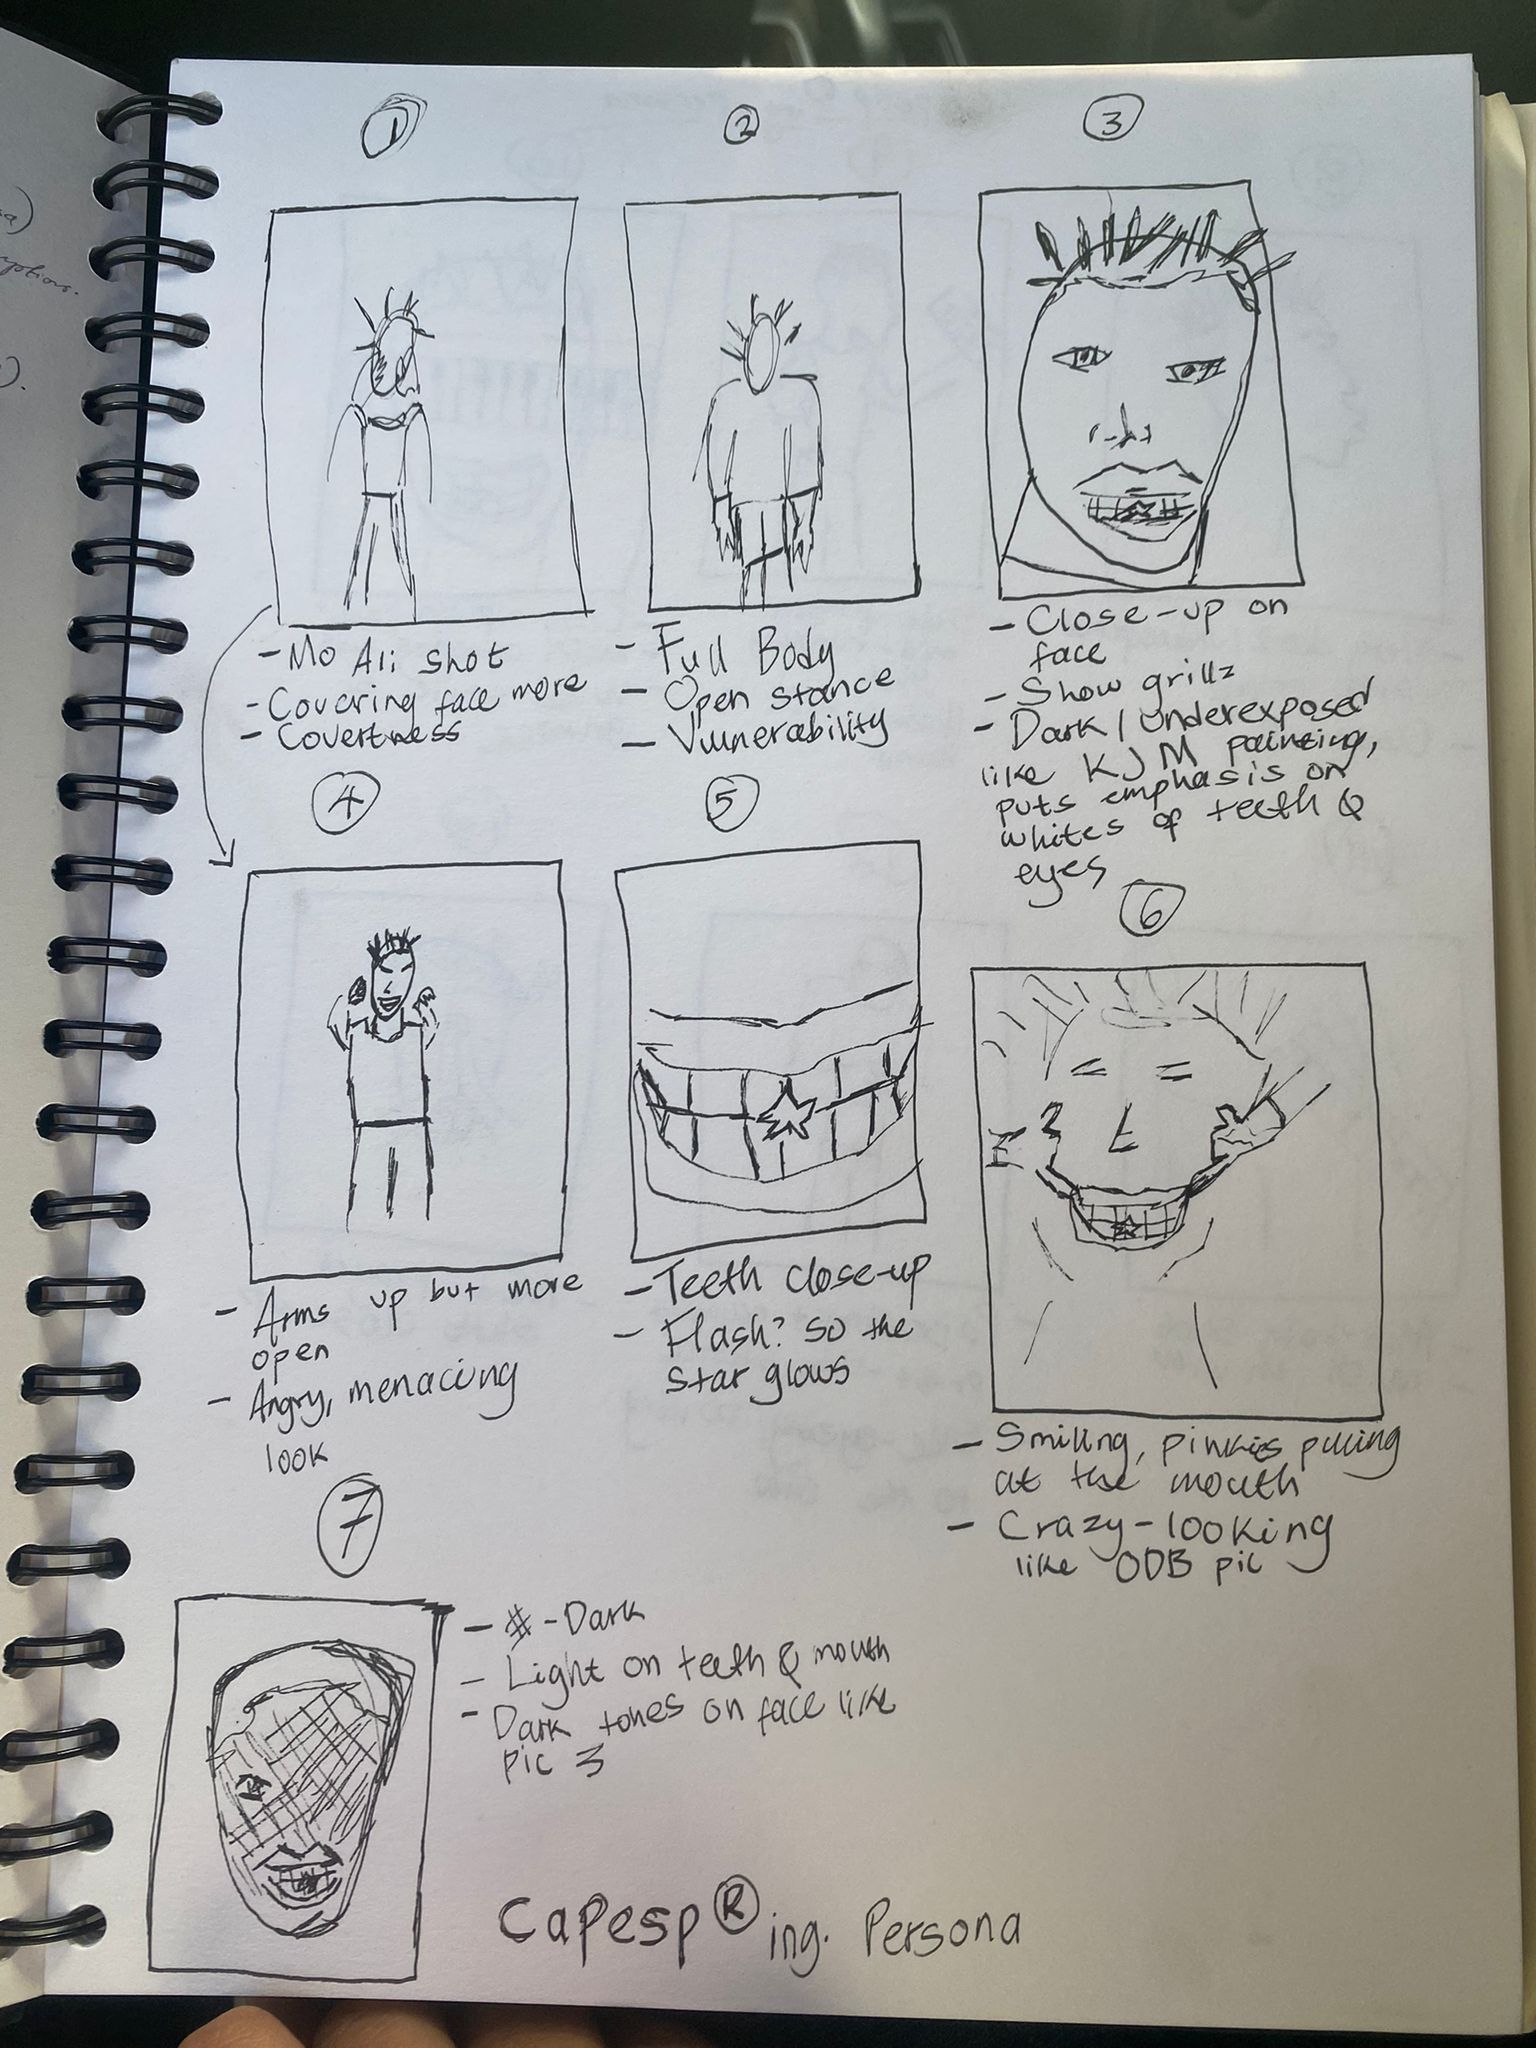 1
2
3
- Mo Ali shot
- Covering face more
- Covertness
- Full Body
- Open stance
- Vulnerability
- Close-up on
face
- Show grillz
- Dark / Underexposed
like KJM painting,
puts emphasis on
whites of teeth &
eyes
4
5
6
- Arms up but more
open
- Angry, menacing
look
- Teeth close-up
- Flash? so the
star glows
- Smiling, pinkies pulling
at the mouth
- Crazy-looking
like ODB pic
7
- Dark
- Light on teeth & mouth
- Dark tones on face like
pic 3
Capesp®ing. Persona